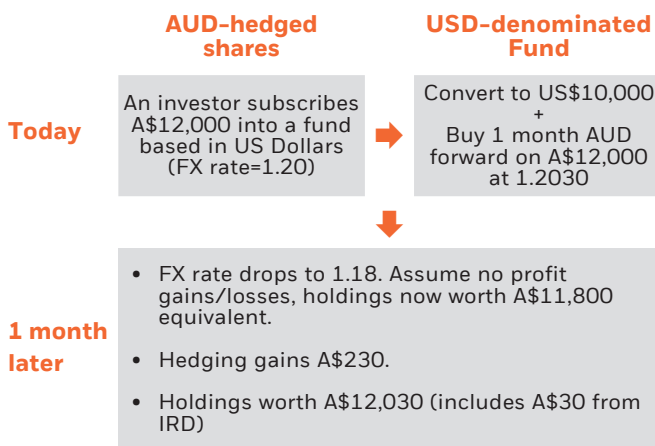 AUD-hedged
shares
USD-denominated
Fund
Today
An investor subscribes
A$12,000 into a fund
based in US Dollars
(FX rate=1.20)
Convert to US$10,000
+
Buy 1 month AUD
forward on A$12,000
at 1.2030
1 month
later
• FX rate drops to 1.18. Assume no profit
gains/losses, holdings now worth A$11,800
equivalent.
• Hedging gains A$230.
• Holdings worth A$12,030 (includes A$30 from
IRD)